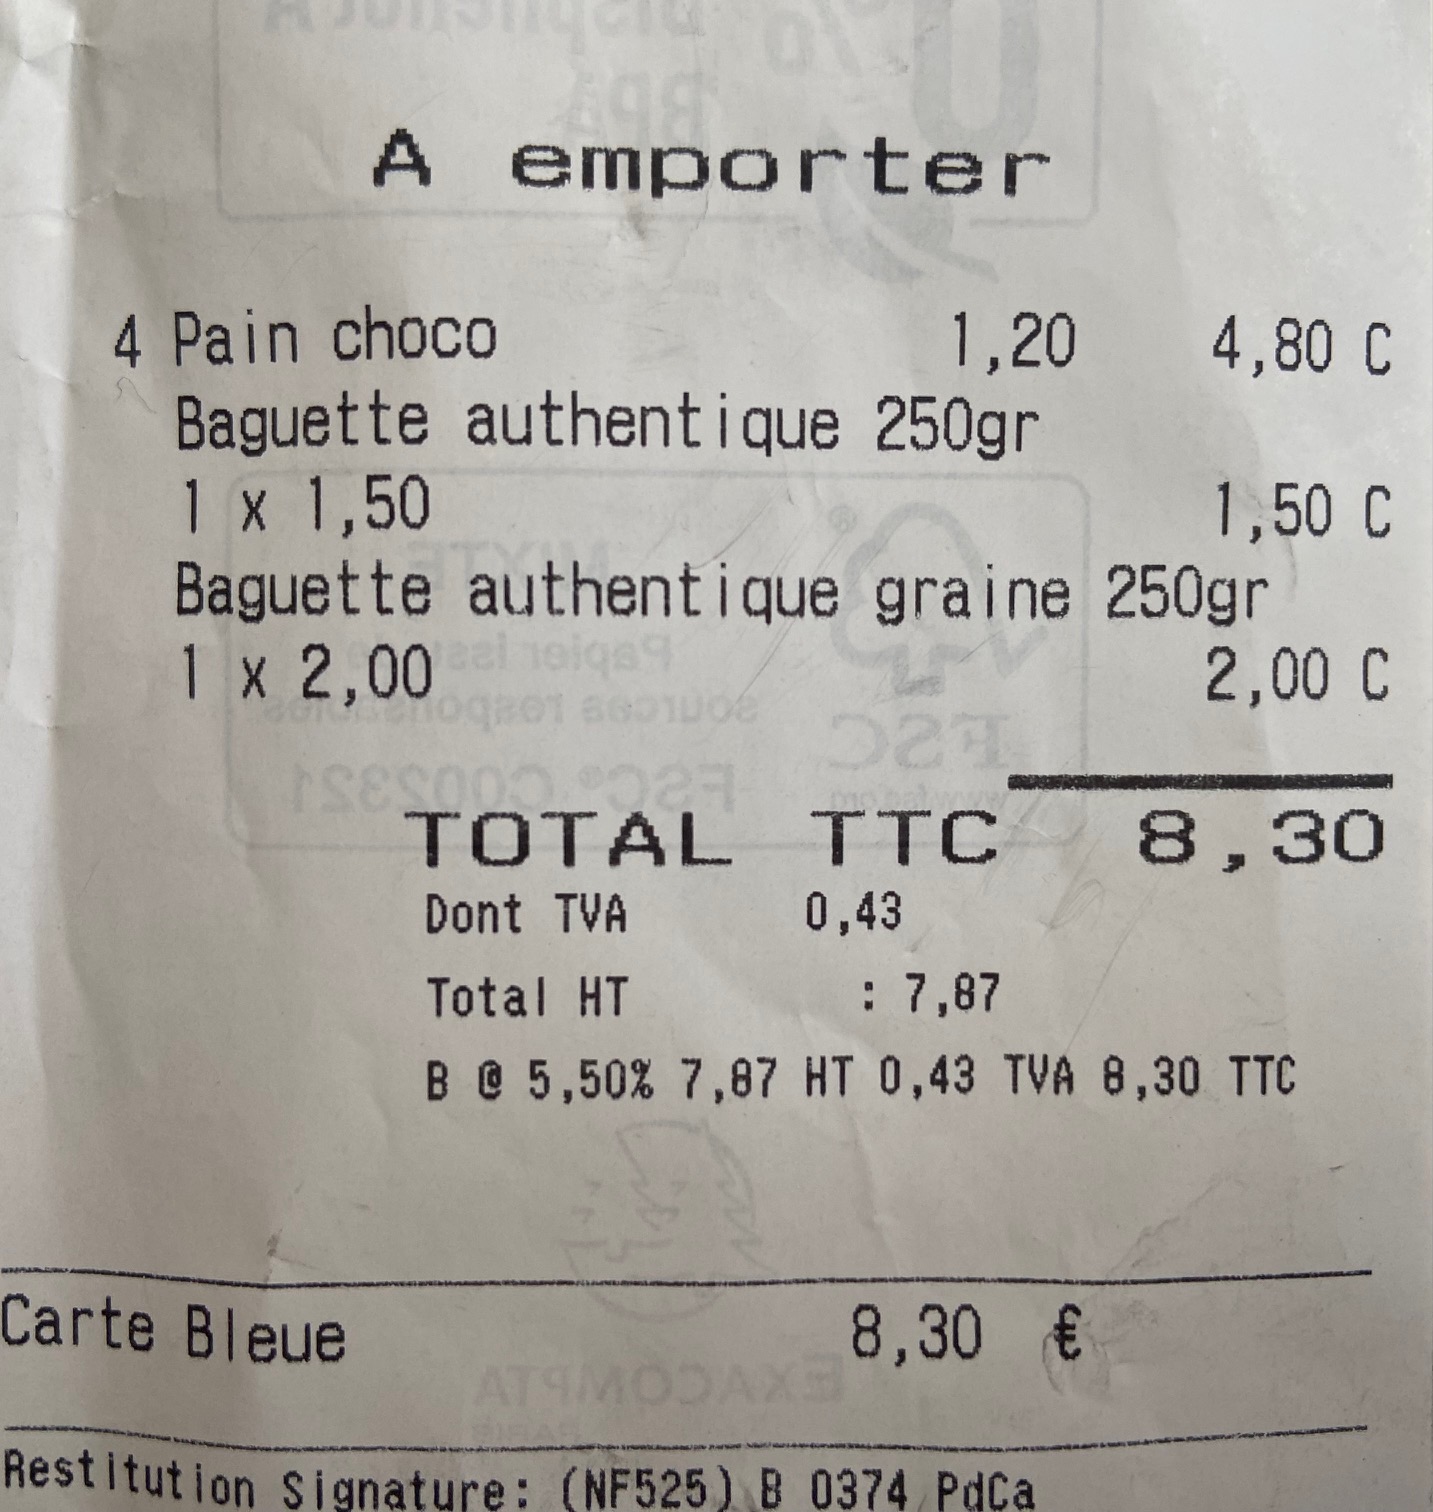 A emporter
4 Pain choco 1,20 4,80 C
Baguette authentique 250gr
1 x 1,50 1,50 C
Baguette authentique graine 250gr
1 x 2,00 2,00 C
TOTAL TTC 8,30
Dont TVA 0,43
Total HT : 7,87
B @ 5,50% 7,87 HT 0,43 TVA 8,30 TTC
Carte Bleue 8,30 €
Restitution Signature: (NF525) B 0374 PdCa